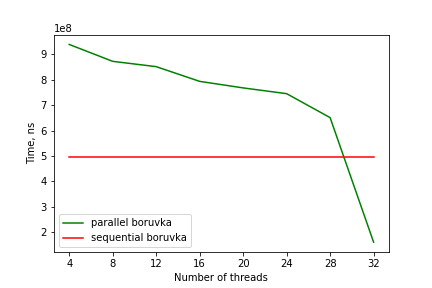 1e8
9
8
7
6
5
4
3
2
Time, ns
parallel boruvka
sequential boruvka
4 8 12 16 20 24 28 32
Number of threads